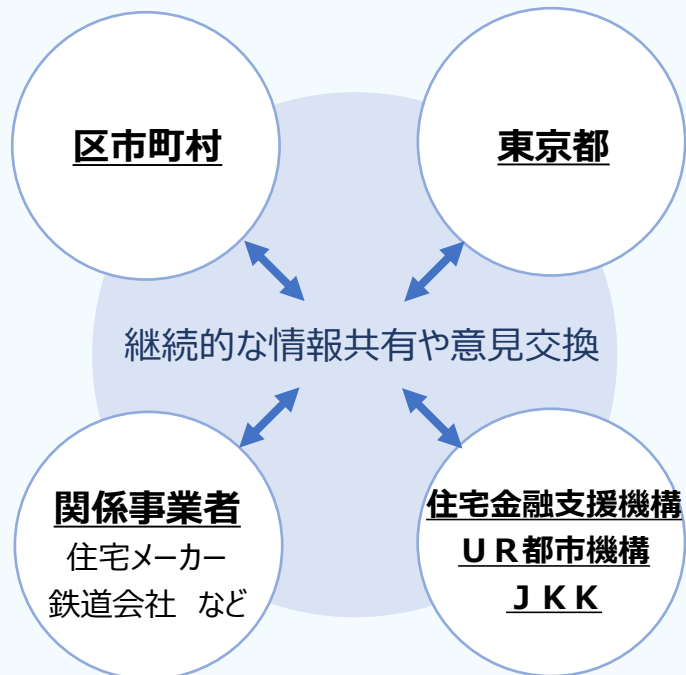 区市町村
東京都
継続的な情報共有や意見交換
関係事業者
住宅メーカー
鉄道会社　など
住宅金融支援機構
ＵＲ都市機構
ＪＫＫ